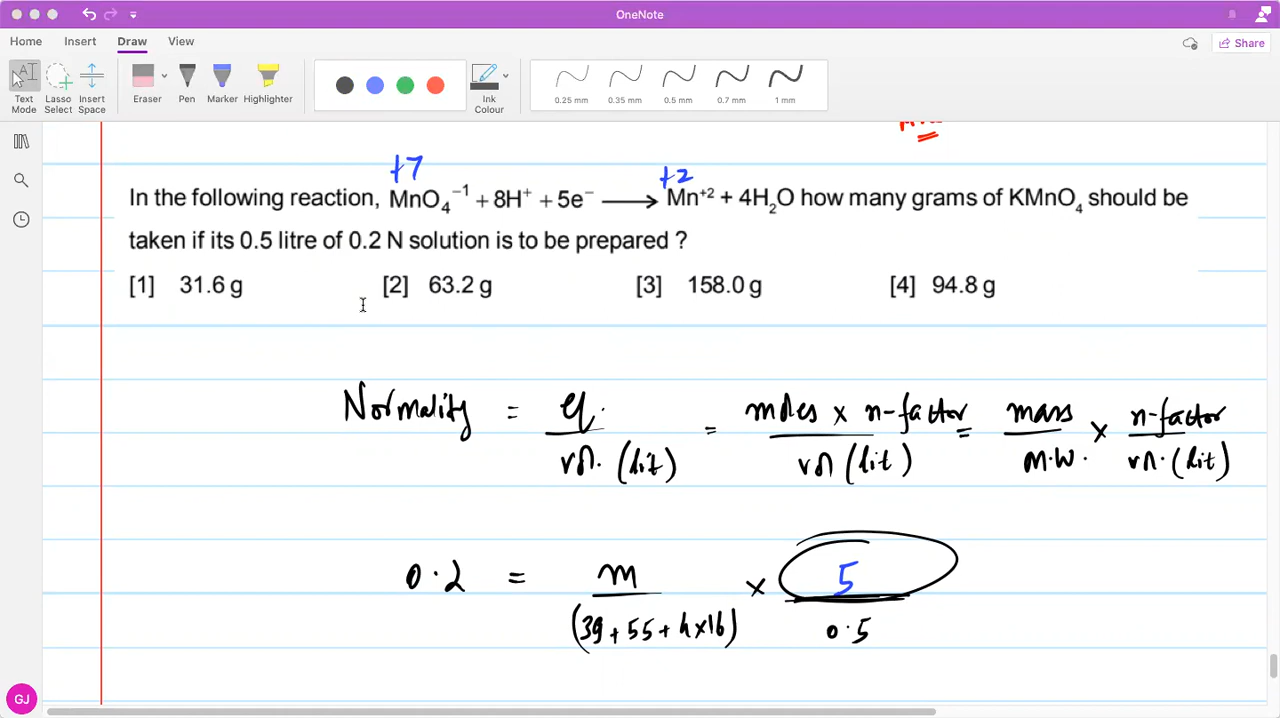 OneNote
Home Insert Draw View
Share
Text Mode
Lasso Select
Insert Space
Eraser
Pen
Marker
Highlighter
Ink Colour
0.25 mm
0.35 mm
0.5 mm
0.7 mm
1 mm
+7
+2
In the following reaction, MnO₄⁻¹ + 8H⁺ + 5e⁻ ⟶ Mn⁺² + 4H₂O how many grams of KMnO₄ should be
taken if its 0.5 litre of 0.2 N solution is to be prepared ?
[1] 31.6 g [2] 63.2 g [3] 158.0 g [4] 94.8 g
Normality = eq. / vol. (lit) = moles × n-factor / vol (lit) = mass / M.W. × n-factor / vol. (lit)
0.2 = m / (39 + 55 + 4×16) × 5 / 0.5
GJ